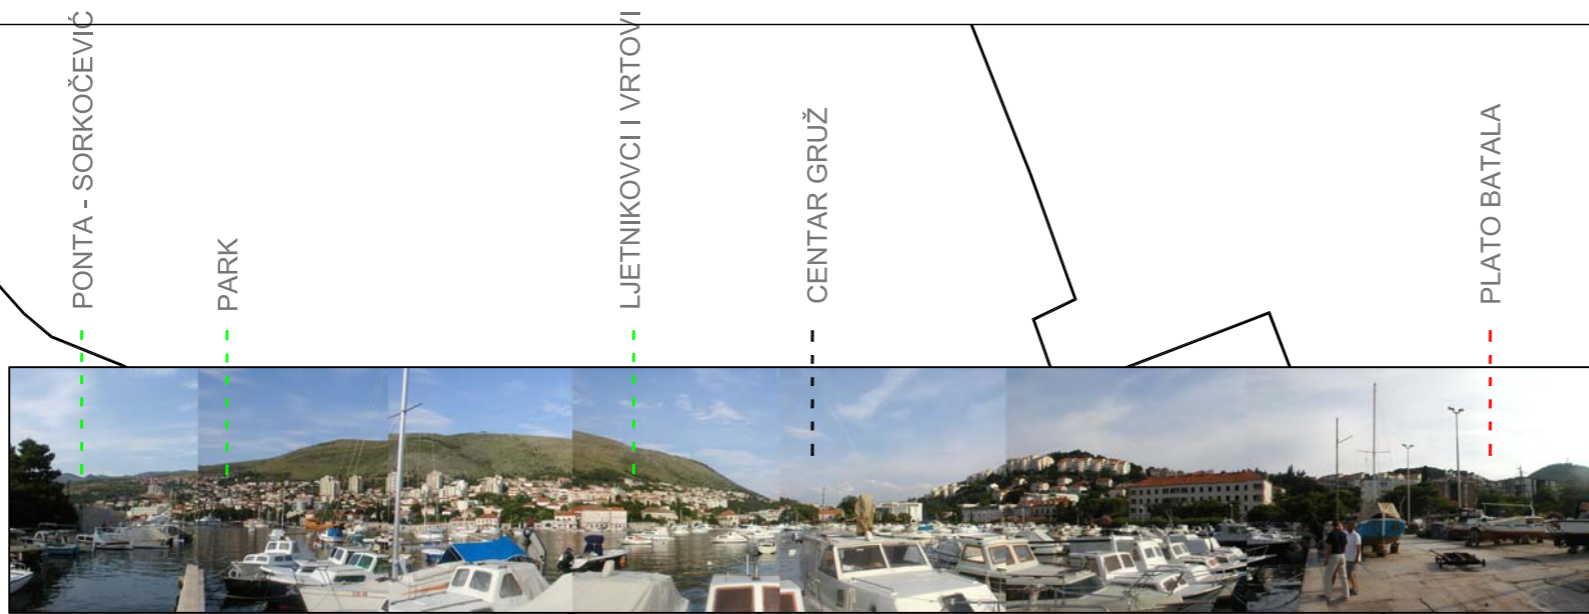 PONTA - SORKOČEVIĆ
PARK
LJETNIKOVCI I VRTOVI
CENTAR GRUŽ
PLATO BATALA